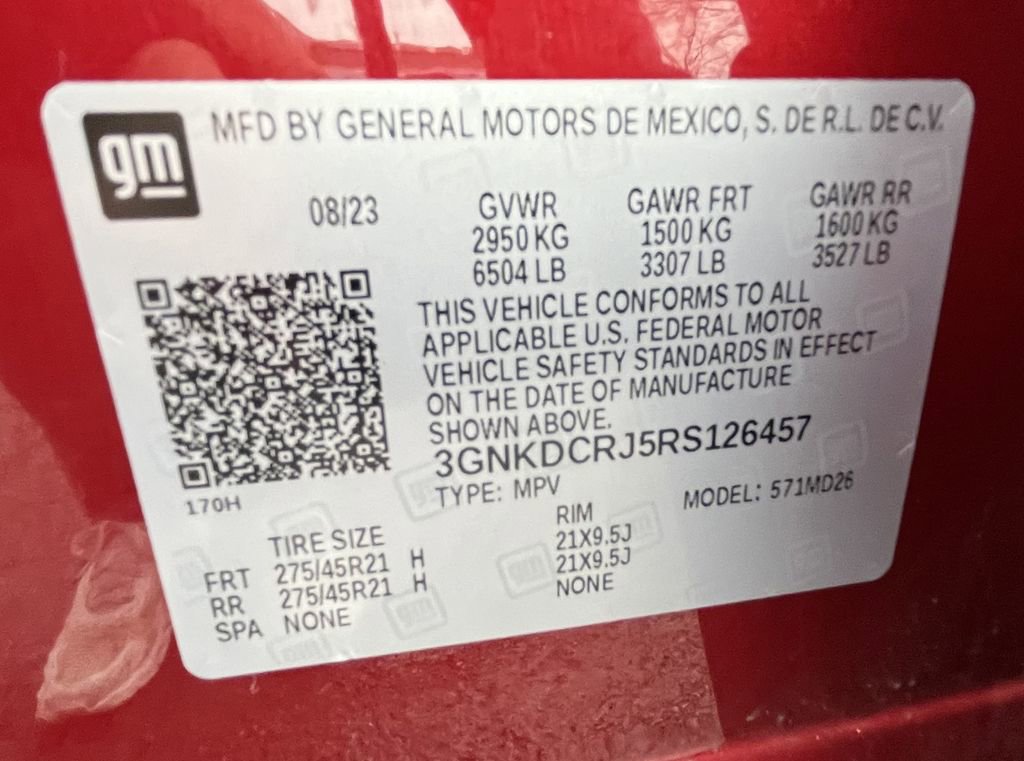 gm MFD BY GENERAL MOTORS DE MEXICO, S. DE R.L. DE C.V.
08/23 GVWR GAWR FRT GAWR RR
2950 KG 1500 KG 1600 KG
6504 LB 3307 LB 3527 LB
THIS VEHICLE CONFORMS TO ALL
APPLICABLE U.S. FEDERAL MOTOR
VEHICLE SAFETY STANDARDS IN EFFECT
ON THE DATE OF MANUFACTURE
SHOWN ABOVE.
3GNKDCRJ5RS126457
170H TYPE: MPV MODEL: 571MD26
TIRE SIZE RIM
FRT 275/45R21 H 21X9.5J
RR 275/45R21 H 21X9.5J
SPA NONE NONE